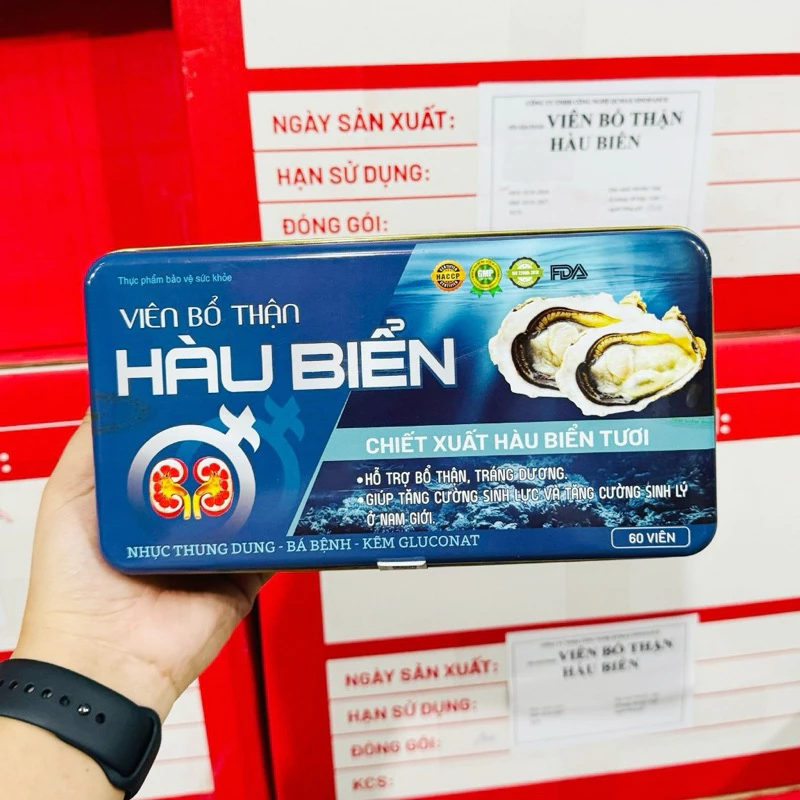 NGÀY SẢN XUẤT:
HẠN SỬ DỤNG:
ĐÓNG GÓI:
VIÊN BỔ THẬN
HÀU BIỂN
Thực phẩm bảo vệ sức khỏe
HACCP
GMP
FDA
VIÊN BỔ THẬN
HÀU BIỂN
CHIẾT XUẤT HÀU BIỂN TƯƠI
•HỖ TRỢ BỔ THẬN, TRÁNG DƯƠNG.
•GIÚP TĂNG CƯỜNG SINH LỰC VÀ TĂNG CƯỜNG SINH LÝ
Ở NAM GIỚI.
NHỤC THUNG DUNG - BÁ BỆNH - KẼM GLUCONAT
60 VIÊN
NGÀY SẢN XUẤT:
HẠN SỬ DỤNG:
ĐÓNG GÓI:
KCS:
VIÊN BỔ THẬN
HÀU BIỂN